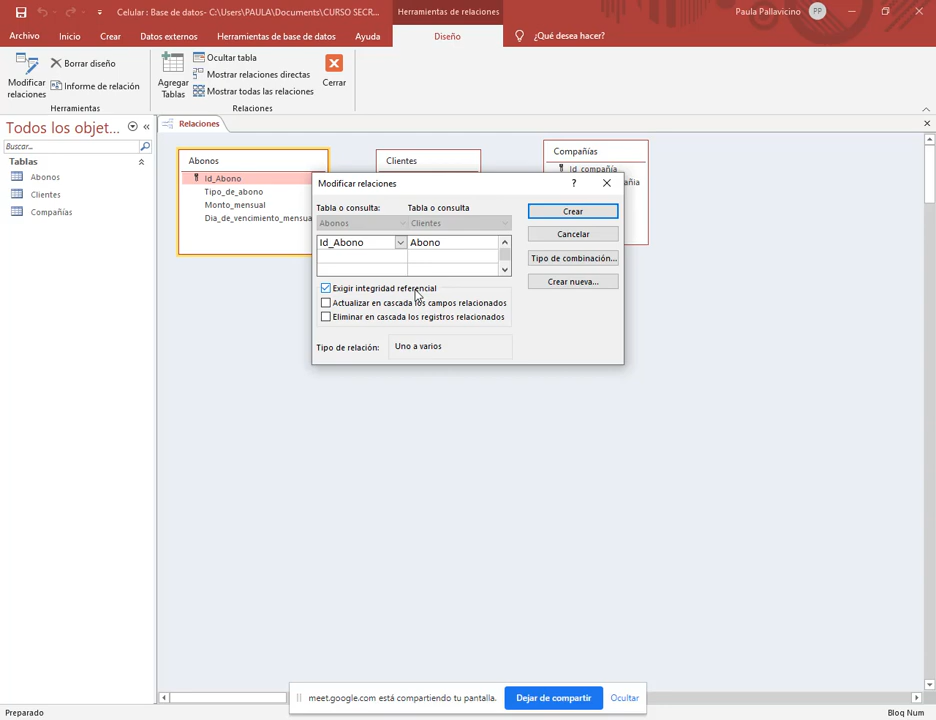 Celular : Base de datos- C:\Users\PAULA\Documents\CURSO SECR...
Herramientas de relaciones
Paula Pallavicino
PP
Archivo
Inicio
Crear
Datos externos
Herramientas de base de datos
Ayuda
Diseño
¿Qué desea hacer?
Modificar relaciones
Borrar diseño
Informe de relación
Herramientas
Agregar Tablas
Ocultar tabla
Mostrar relaciones directas
Mostrar todas las relaciones
Relaciones
Cerrar
Todos los objet...
Buscar...
Tablas
Abonos
Clientes
Compañías
Relaciones
Abonos
Id_Abono
Tipo_de_abono
Monto_mensual
Dia_de_vencimiento_mensua
Clientes
Compañías
Id_compañía
Modificar relaciones
?
Tabla o consulta:
Tabla o consulta
Abonos
Clientes
Id_Abono
Abono
Exigir integridad referencial
Actualizar en cascada los campos relacionados
Eliminar en cascada los registros relacionados
Tipo de relación:
Uno a varios
Crear
Cancelar
Tipo de combinación...
Crear nueva...
meet.google.com está compartiendo tu pantalla.
Dejar de compartir
Ocultar
Preparado
Bloq Num